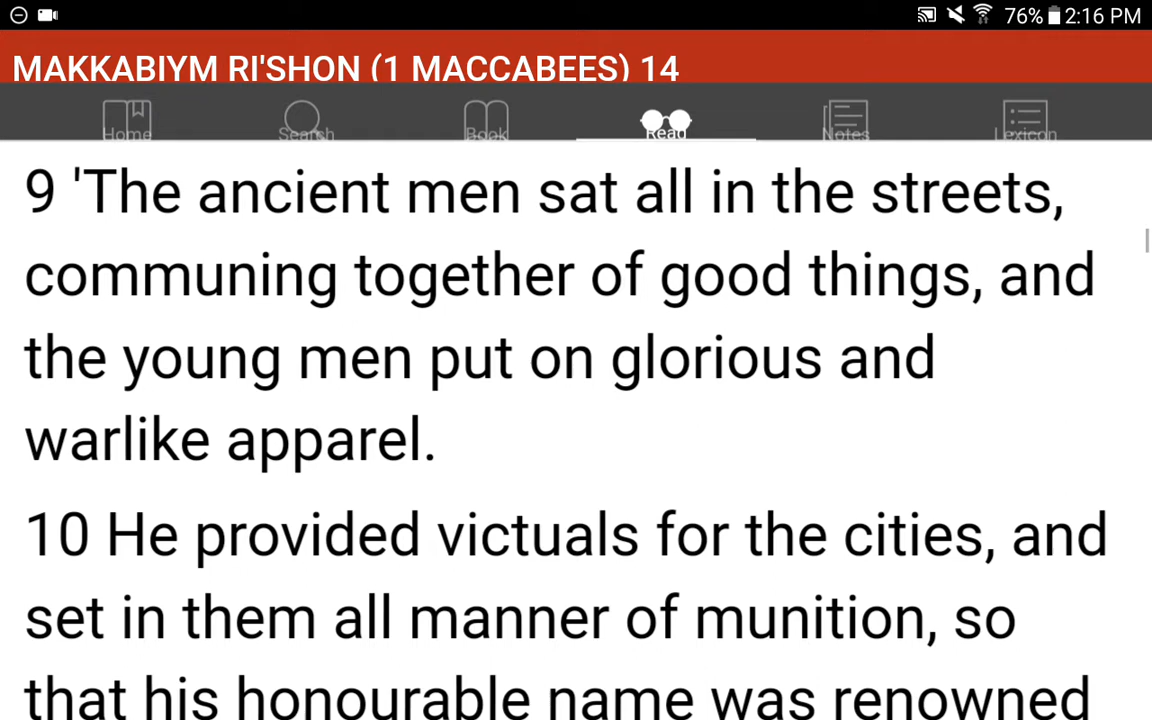 76% 2:16 PM
MAKKABIYM RI'SHON (1 MACCABEES) 14
Home Search Book Read Notes Lexicon
9 'The ancient men sat all in the streets,
communing together of good things, and
the young men put on glorious and
warlike apparel.
10 He provided victuals for the cities, and
set in them all manner of munition, so
that his honourable name was renowned